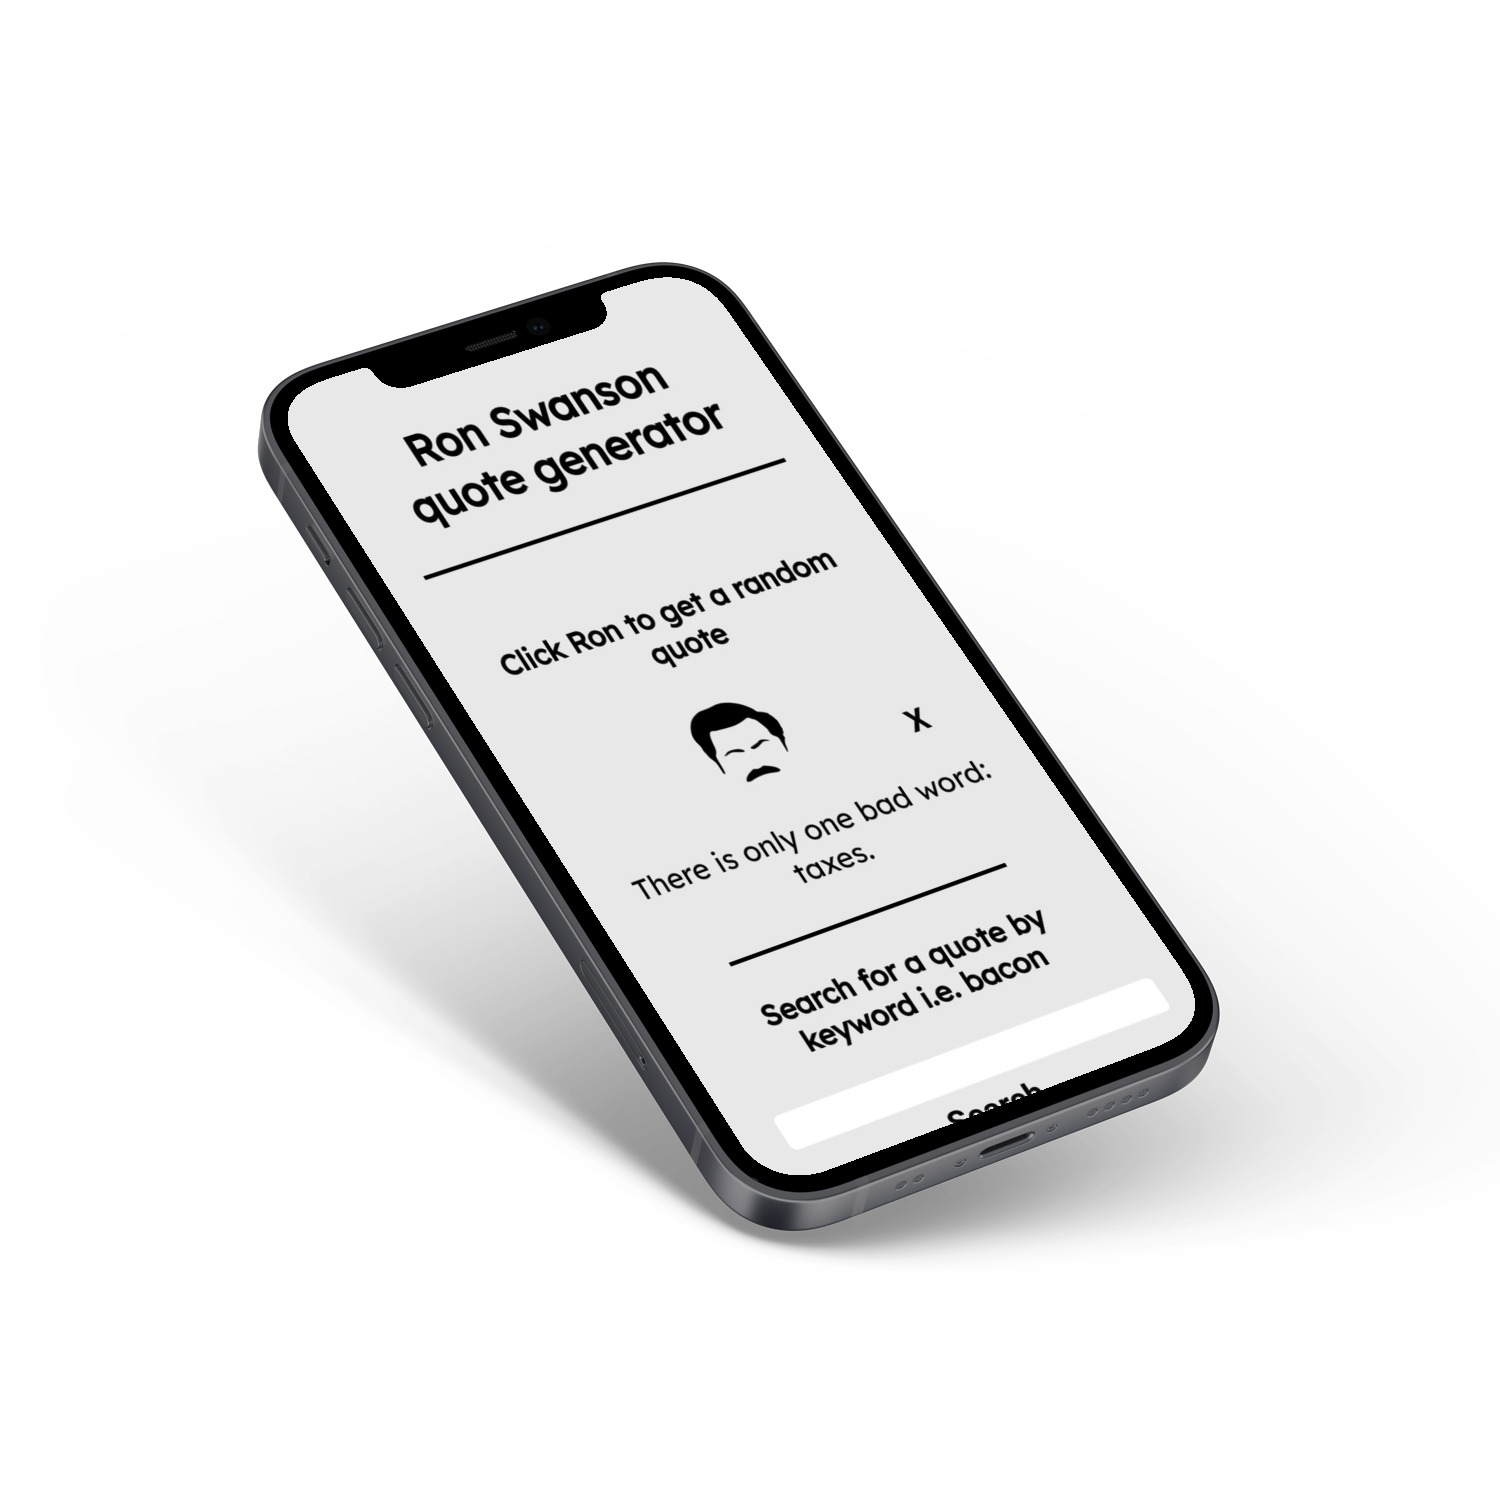 Ron Swanson
quote generator
Click Ron to get a random
quote
X
There is only one bad word:
taxes.
Search for a quote by
keyword i.e. bacon
Search